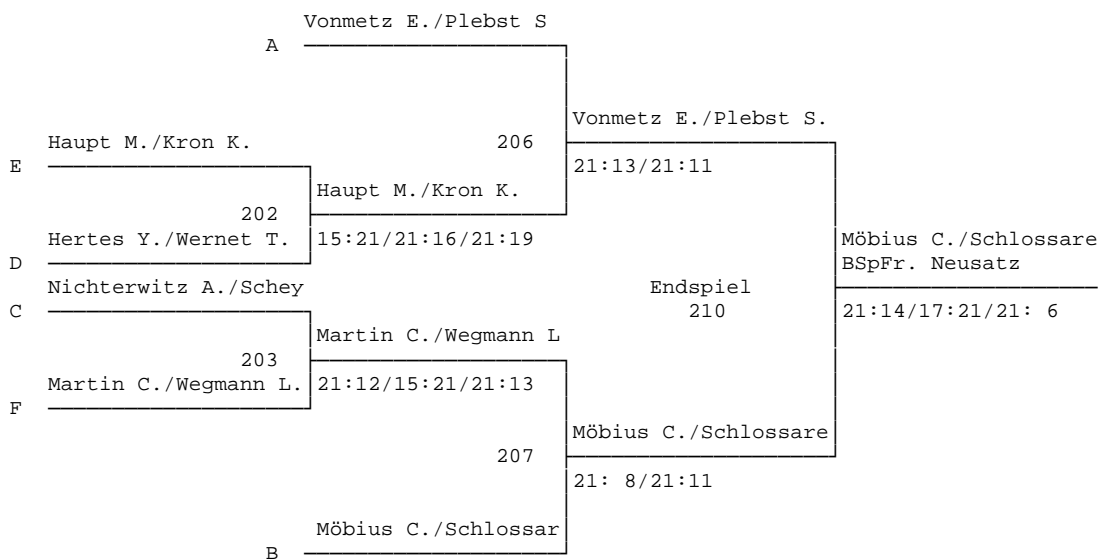 Vonmetz E./Plebst S
A
Vonmetz E./Plebst S.
Haupt M./Kron K.
206
E
21:13/21:11
Haupt M./Kron K.
202
Hertes Y./Wernet T.
15:21/21:16/21:19
Möbius C./Schlossare
D
BSpFr. Neusatz
Nichterwitz A./Schey
Endspiel
C
210
21:14/17:21/21: 6
Martin C./Wegmann L
203
Martin C./Wegmann L.
21:12/15:21/21:13
F
Möbius C./Schlossare
207
21: 8/21:11
Möbius C./Schlossar
B